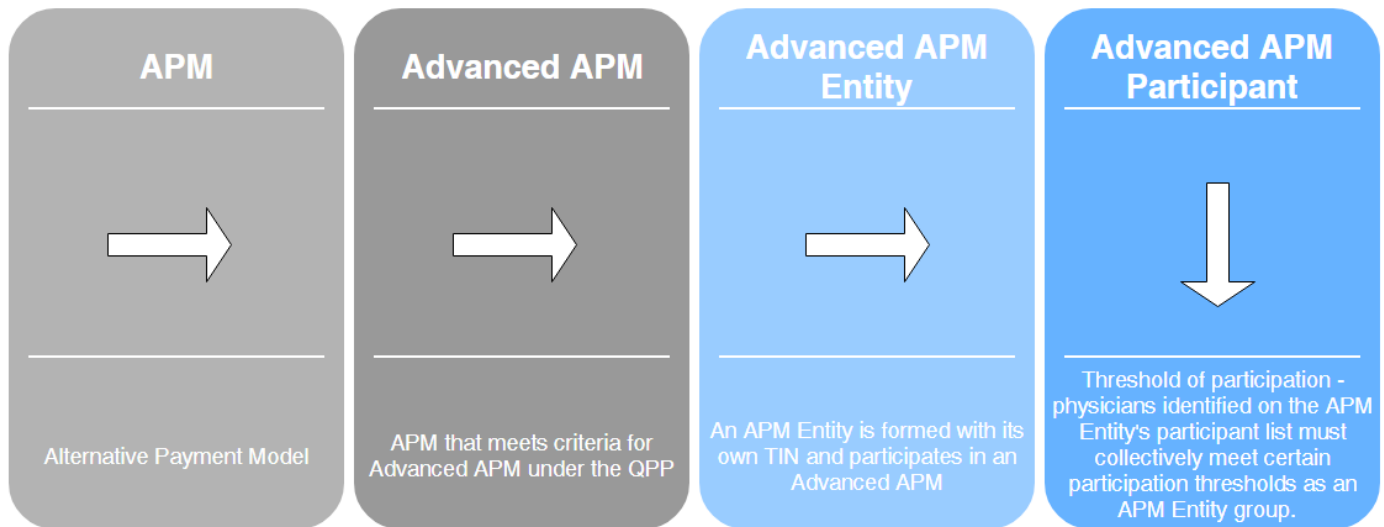 APM
Alternative Payment Model
Advanced APM
APM that meets criteria for
Advanced APM under the QPP
Advanced APM
Entity
An APM Entity is formed with its
own TIN and participates in an
Advanced APM
Advanced APM
Participant
Threshold of participation -
physicians identified on the APM
Entity's participant list must
collectively meet certain
participation thresholds as an
APM Entity group.